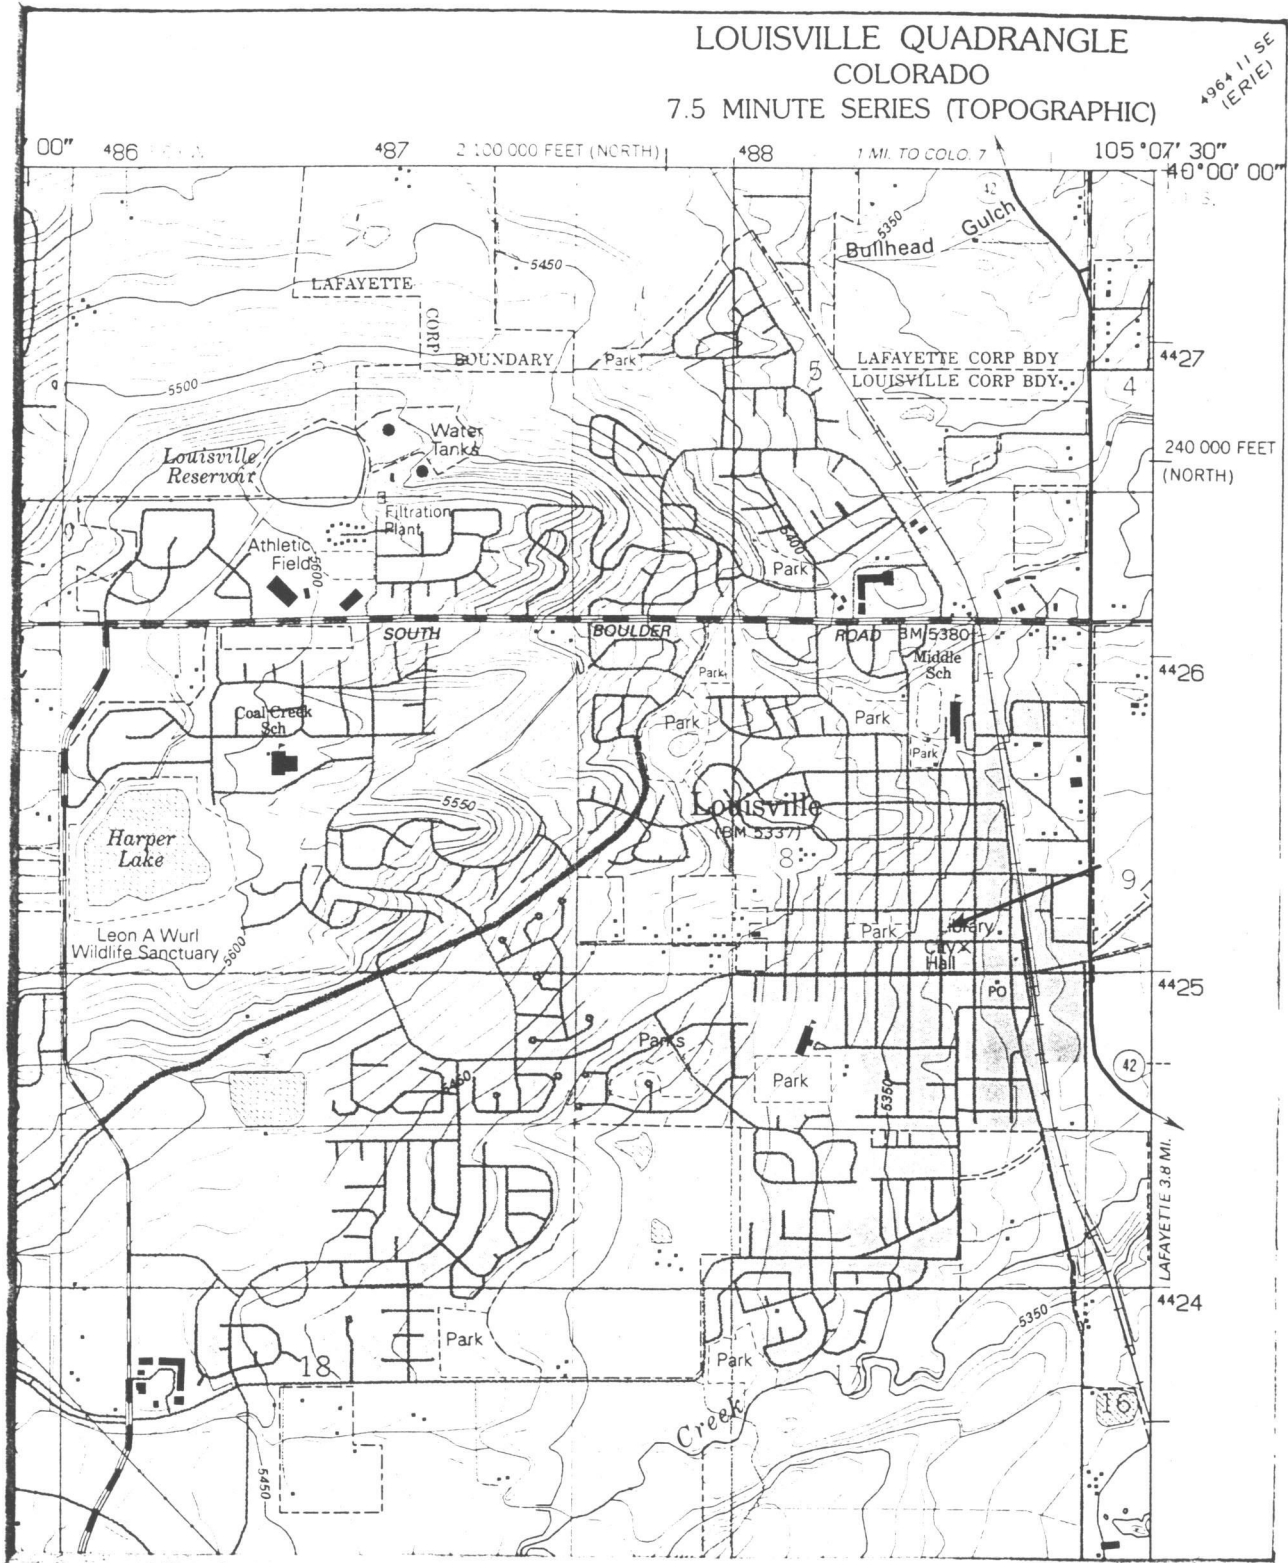 LOUISVILLE QUADRANGLE
COLORADO
7.5 MINUTE SERIES (TOPOGRAPHIC)
4964 11 SE
(ERIE)
00"
486
487
2 100 000 FEET (NORTH)
488
1 MI. TO COLO. 7
105°07'30"
40°00'00"
42
Gulch
Bullhead
5350
5450
LAFAYETTE
CORP
BOUNDARY
Park
LAFAYETTE CORP BDY
LOUISVILLE CORP BDY
4427
5
4
5500
Water
Tanks
Louisville
Reservoir
240 000 FEET
(NORTH)
Filtration
Plant
Athletic
Field
5600
5400
Park
SOUTH
BOULDER
ROAD
BM 5380
Middle
Sch
4426
Park
Park
Park
Park
Coal Creek
Sch
5550
Louisville
(BM 5337)
Harper
Lake
8
9
Leon A Wurl
Wildlife Sanctuary
5600
Park
Library
City
Hall
PO
4425
Parks
Park
42
5450
5350
LAFAYETTE 3.8 MI.
4424
5350
Park
Park
18
17
16
Creek
5450